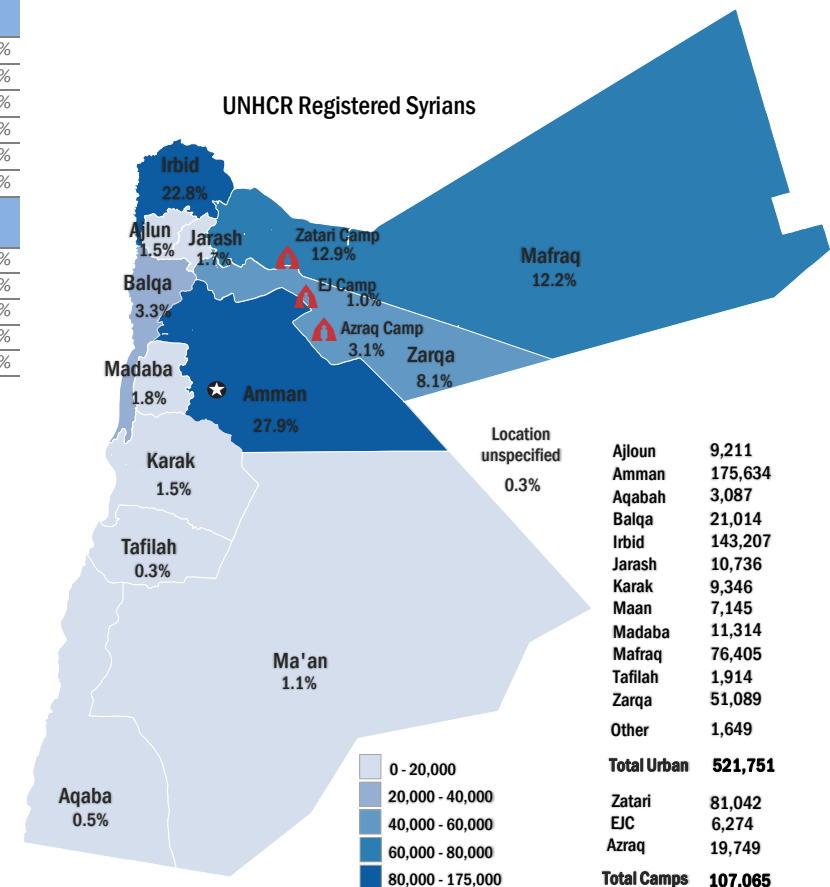 %
%
%
%
%
%
%
%
%
%
%
UNHCR Registered Syrians
Irbid
22.8%
Ajlun
1.5%
Jarash
1.7%
Zatari Camp
12.9%
Mafraq
12.2%
Balqa
3.3%
EJ Camp
1.0%
Azraq Camp
3.1%
Zarqa
8.1%
Madaba
1.8%
Amman
27.9%
Location
unspecified
0.3%
Karak
1.5%
Tafilah
0.3%
Ma'an
1.1%
Aqaba
0.5%
0 - 20,000
20,000 - 40,000
40,000 - 60,000
60,000 - 80,000
80,000 - 175,000
Ajloun 9,211
Amman 175,634
Aqabah 3,087
Balqa 21,014
Irbid 143,207
Jarash 10,736
Karak 9,346
Maan 7,145
Madaba 11,314
Mafraq 76,405
Tafilah 1,914
Zarqa 51,089
Other 1,649
Total Urban 521,751
Zatari 81,042
EJC 6,274
Azraq 19,749
Total Camps 107,065